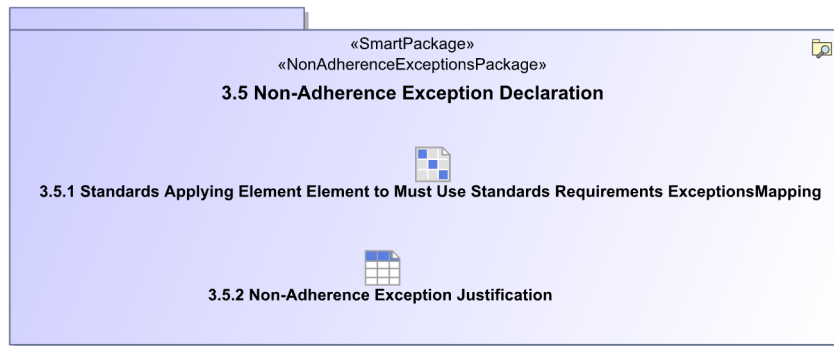 «SmartPackage»
«NonAdherenceExceptionsPackage»
3.5 Non-Adherence Exception Declaration
3.5.1 Standards Applying Element Element to Must Use Standards Requirements ExceptionsMapping
3.5.2 Non-Adherence Exception Justification